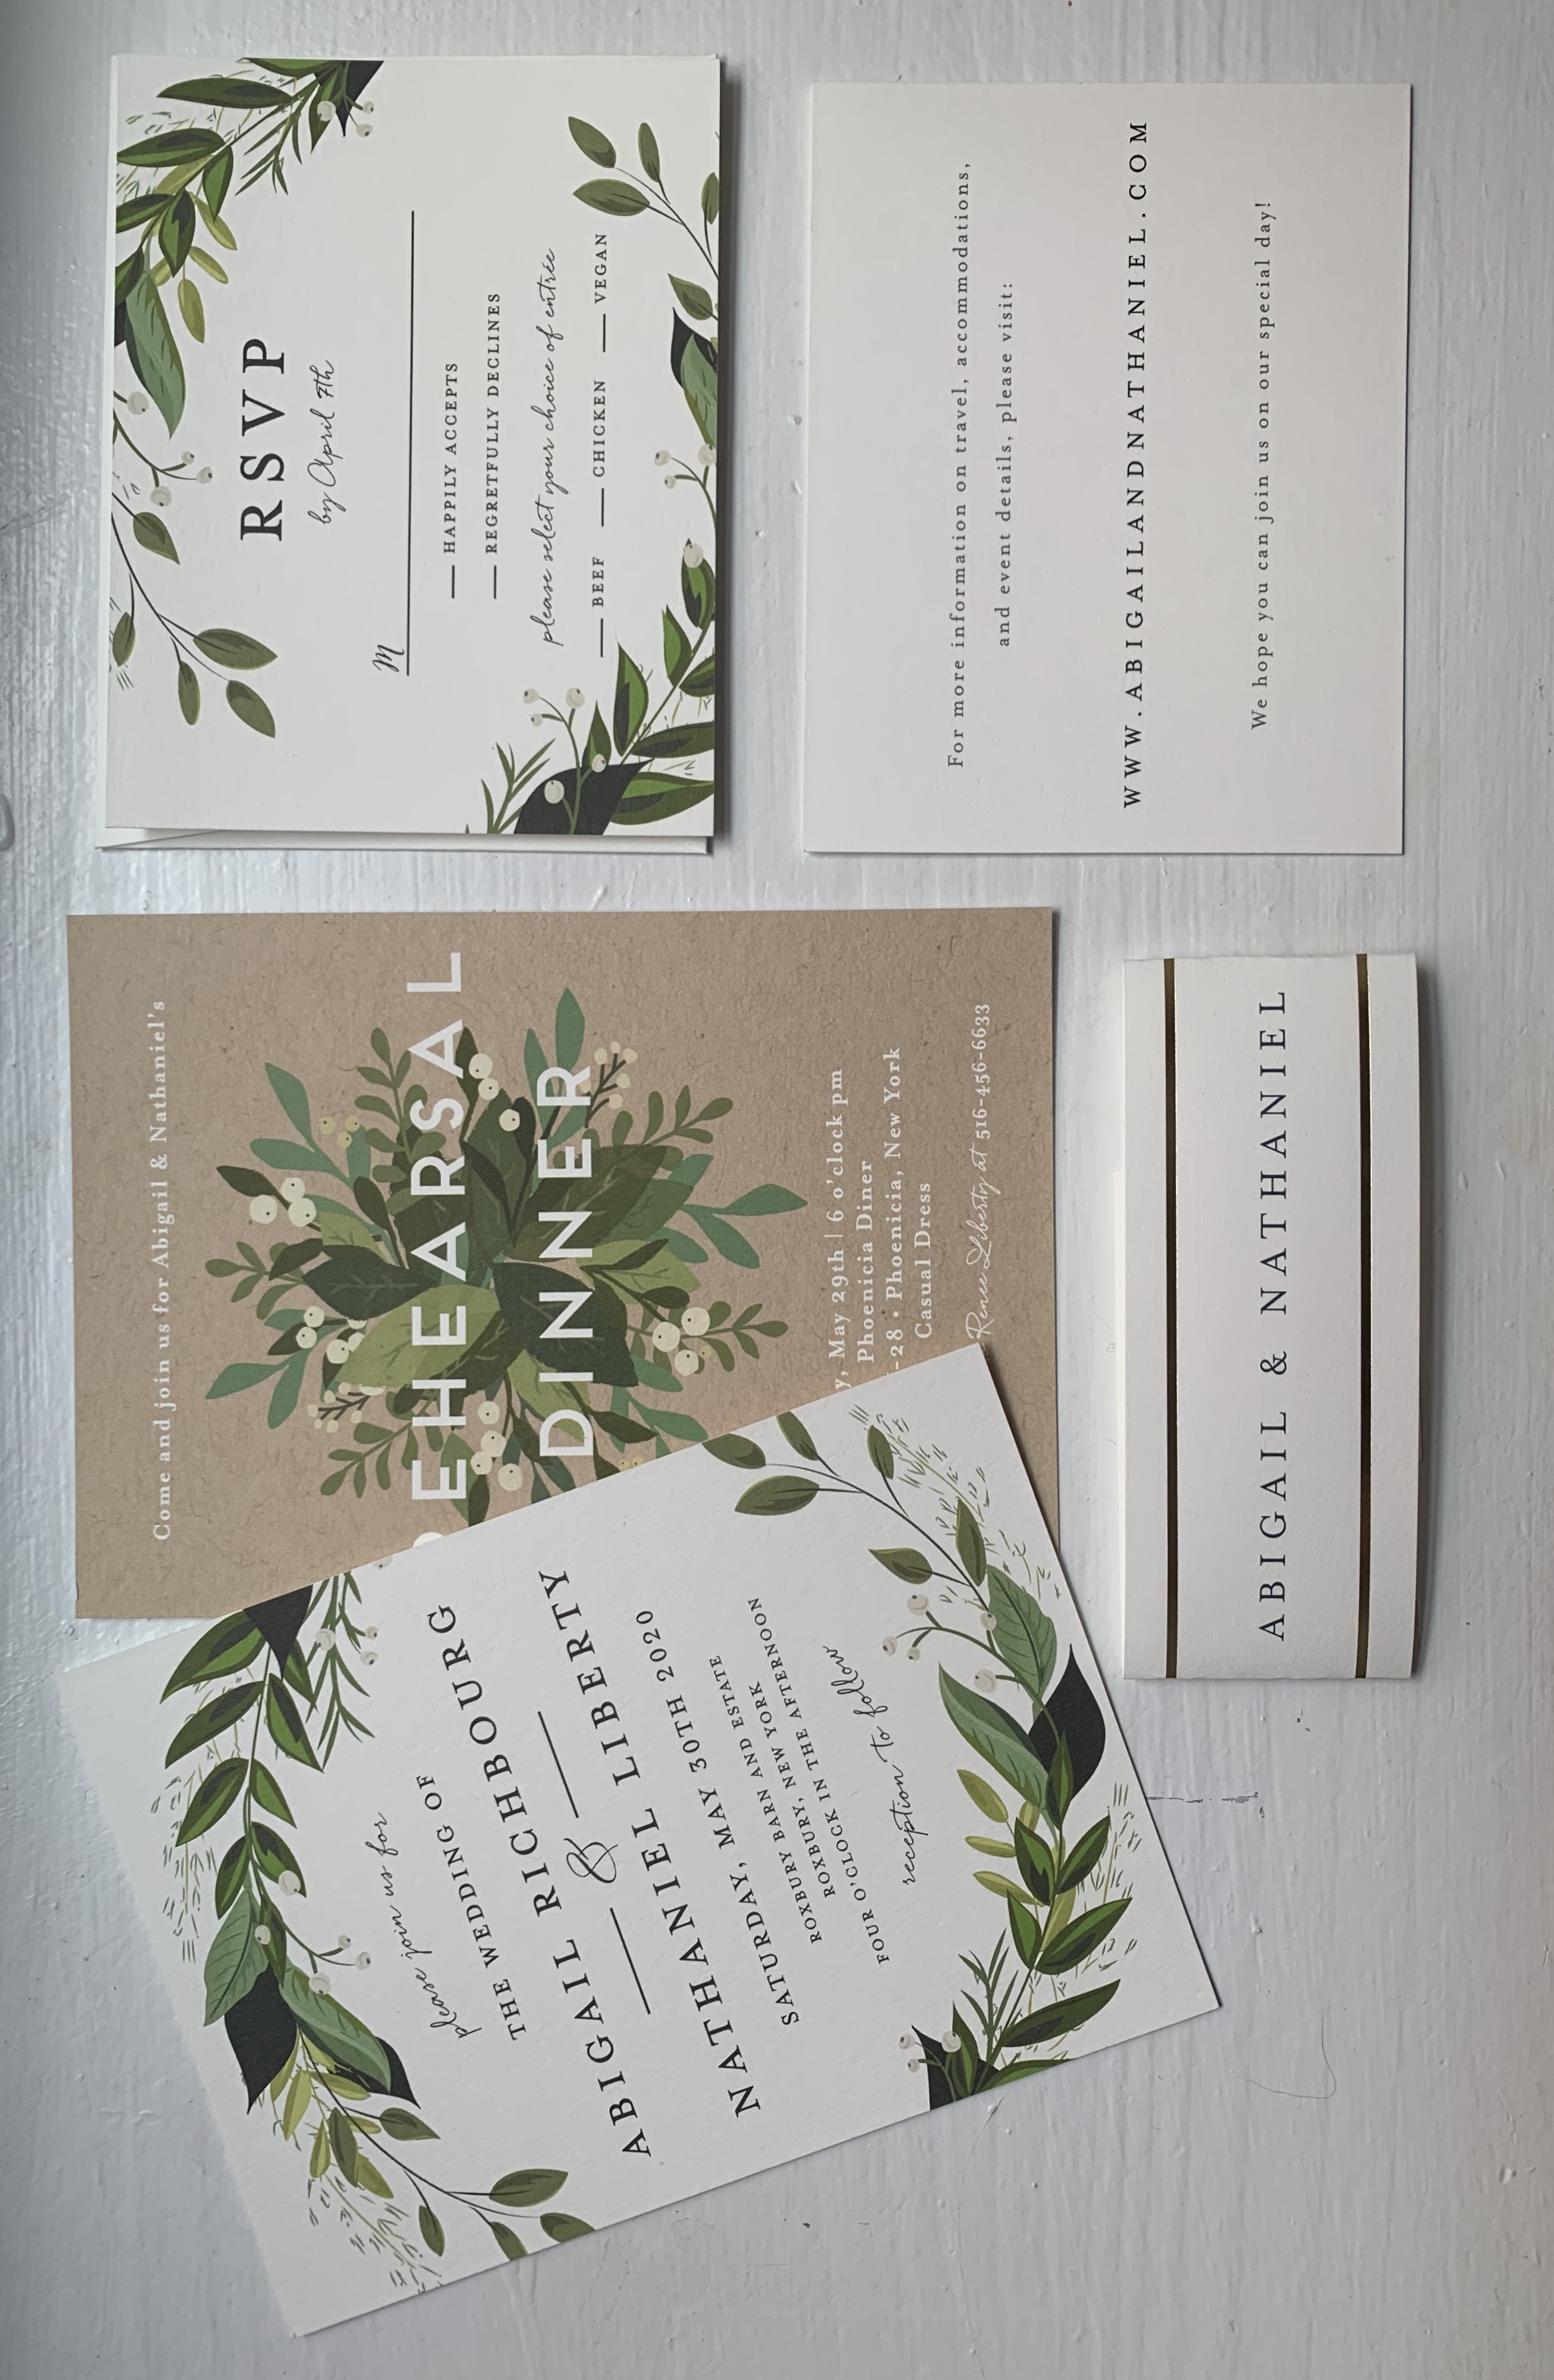 please join us for
THE WEDDING OF
ABIGAIL RICHBOURG
&
NATHANIEL LIBERTY
SATURDAY, MAY 30TH 2020
ROXBURY BARN AND ESTATE
ROXBURY, NEW YORK
FOUR O'CLOCK IN THE AFTERNOON
reception to follow
Come and join us for Abigail & Nathaniel's
REHEARSAL
DINNER
May 29th | 6 o'clock pm
Phoenicia Diner
-28 • Phoenicia, New York
Casual Dress
Renee Liberty at 516-456-6633
RSVP
by April 7th
M
HAPPILY ACCEPTS
REGRETFULLY DECLINES
please select your choice of entrée
BEEF CHICKEN VEGAN
For more information on travel, accommodations,
and event details, please visit:
WWW.ABIGAILANDNATHANIEL.COM
We hope you can join us on our special day!
ABIGAIL & NATHANIEL